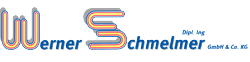 Dipl Ing
Werner Schmelmer GmbH & Co. KG